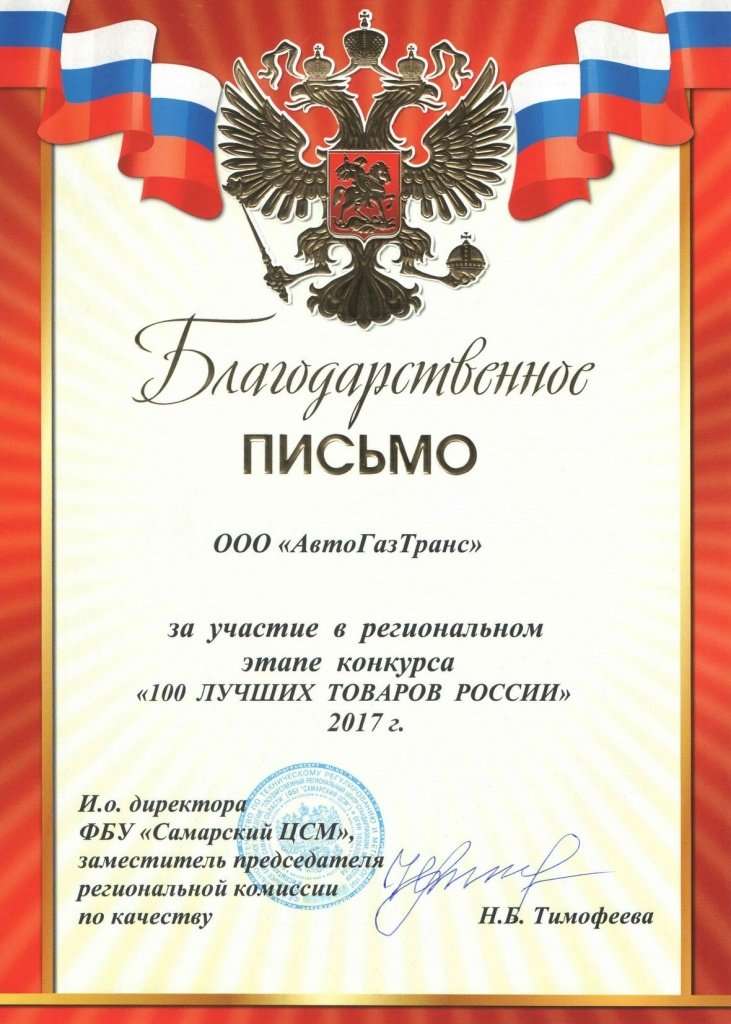 Благодарственное
ПИСЬМО
ООО «АвтоГазТранс»
за участие в региональном
этапе конкурса
«100 ЛУЧШИХ ТОВАРОВ РОССИИ»
2017 г.
И.о. директора
ФБУ «Самарский ЦСМ»,
заместитель председателя
региональной комиссии
по качеству
Н.Б. Тимофеева